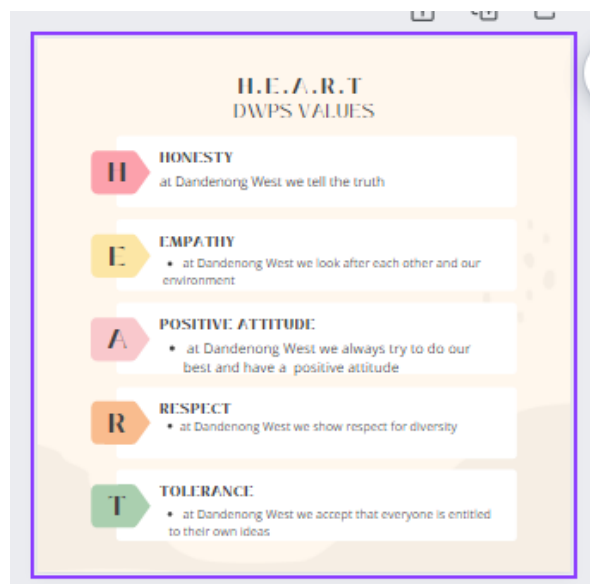 H.E.A.R.T
DWPS VALUES
H
HONESTY
at Dandenong West we tell the truth
E
EMPATHY
• at Dandenong West we look after each other and our
environment
A
POSITIVE ATTITUDE
• at Dandenong West we always try to do our
best and have a positive attitude
R
RESPECT
• at Dandenong West we show respect for diversity
T
TOLERANCE
• at Dandenong West we accept that everyone is entitled
to their own ideas